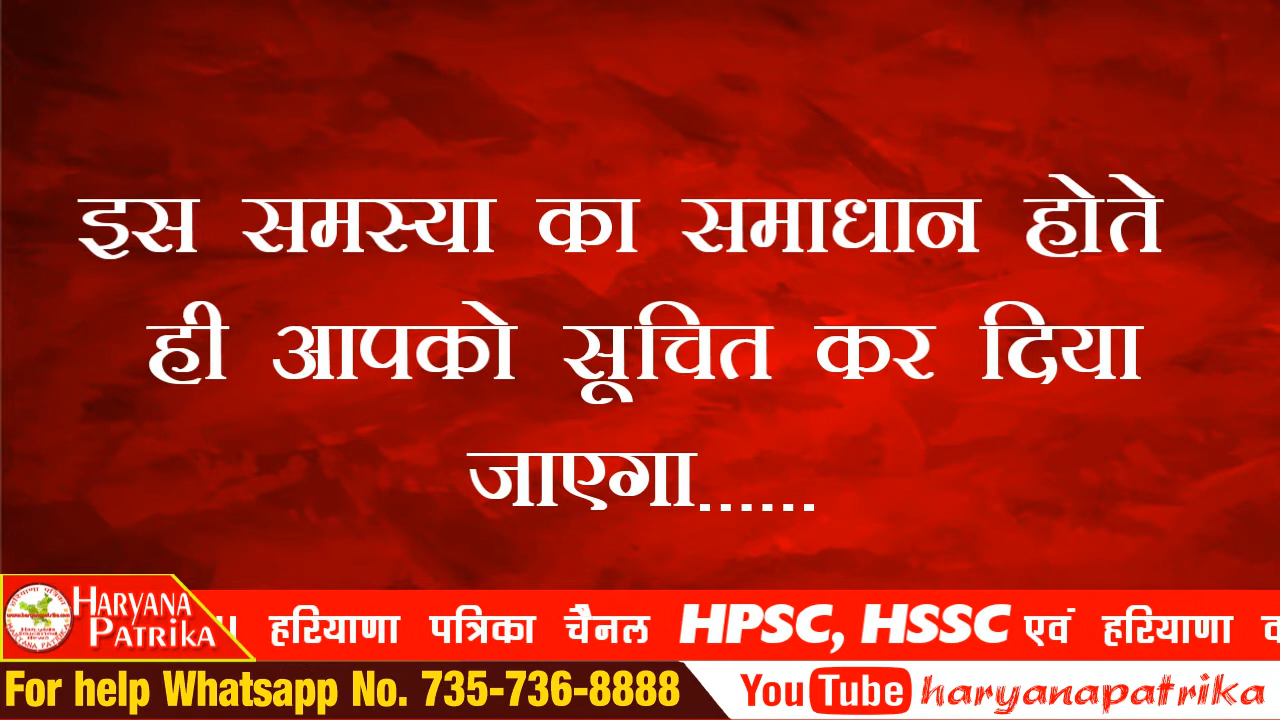 इस समस्या का समाधान होते
ही आपको सूचित कर दिया
जाएगा......
HARYANA
PATRIKA
हरियाणा पत्रिका चैनल HPSC, HSSC एवं हरियाणा
For help Whatsapp No. 735-736-8888
YouTube haryanapatrika